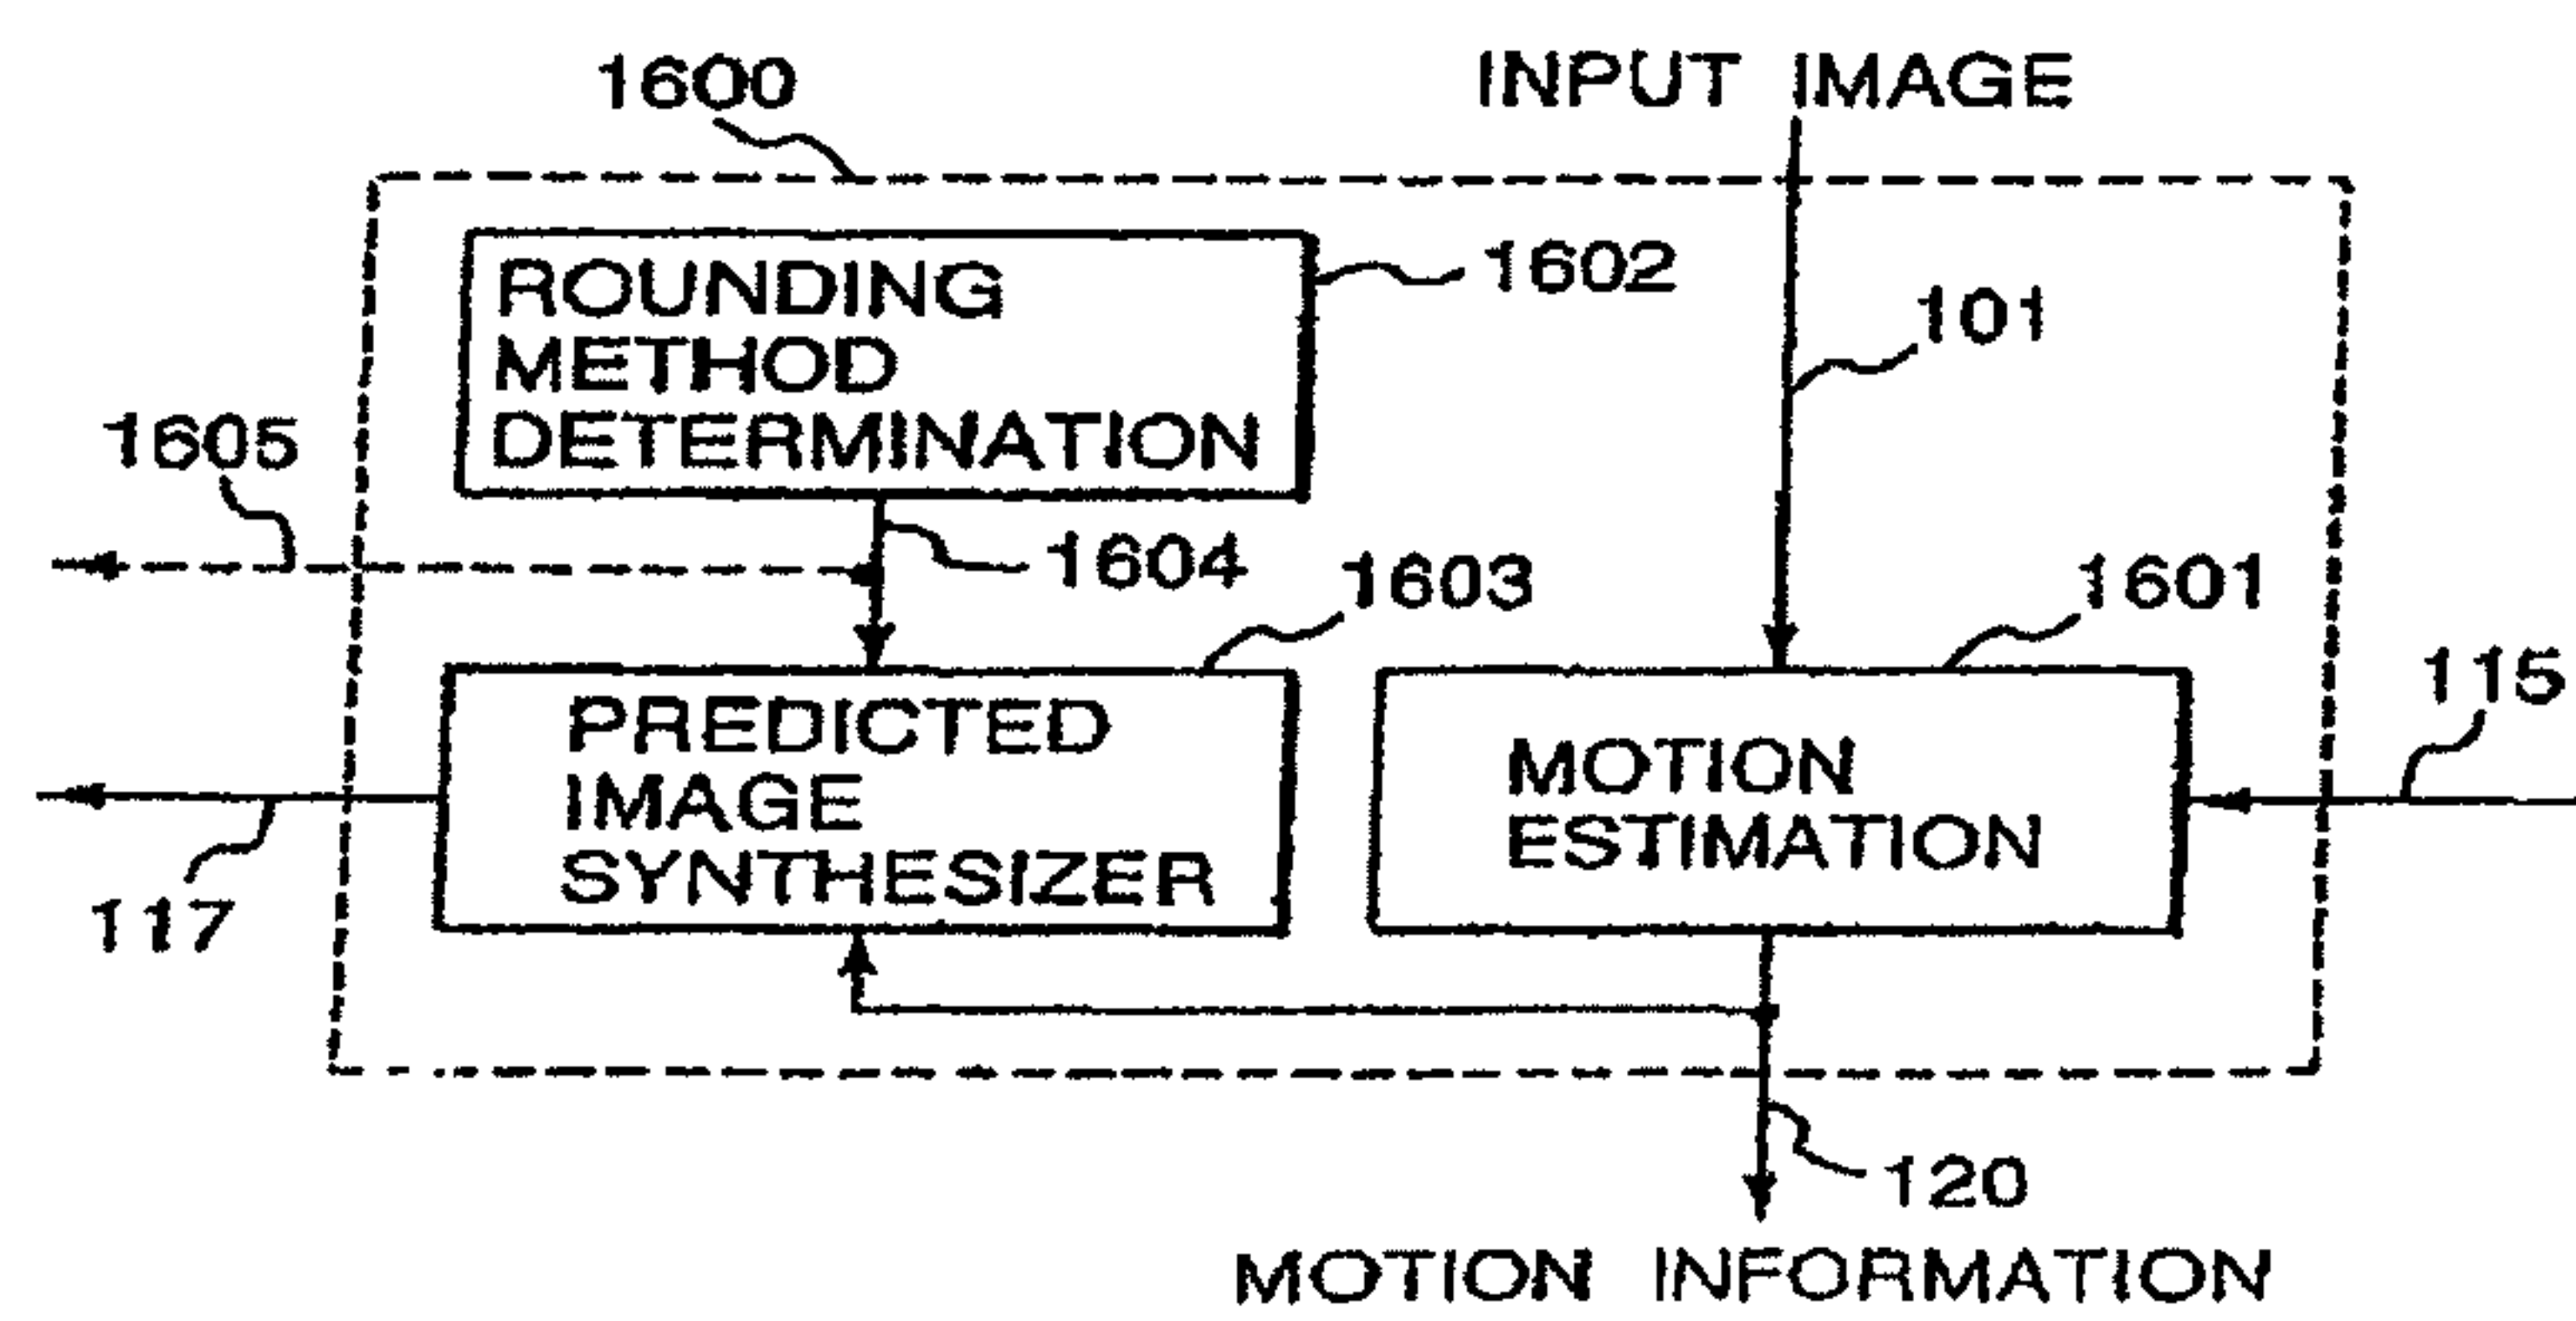 1600
INPUT IMAGE
ROUNDING
METHOD
DETERMINATION
1602
101
1605
1604
1603
1601
115
PREDICTED
IMAGE
SYNTHESIZER
MOTION
ESTIMATION
117
120
MOTION INFORMATION